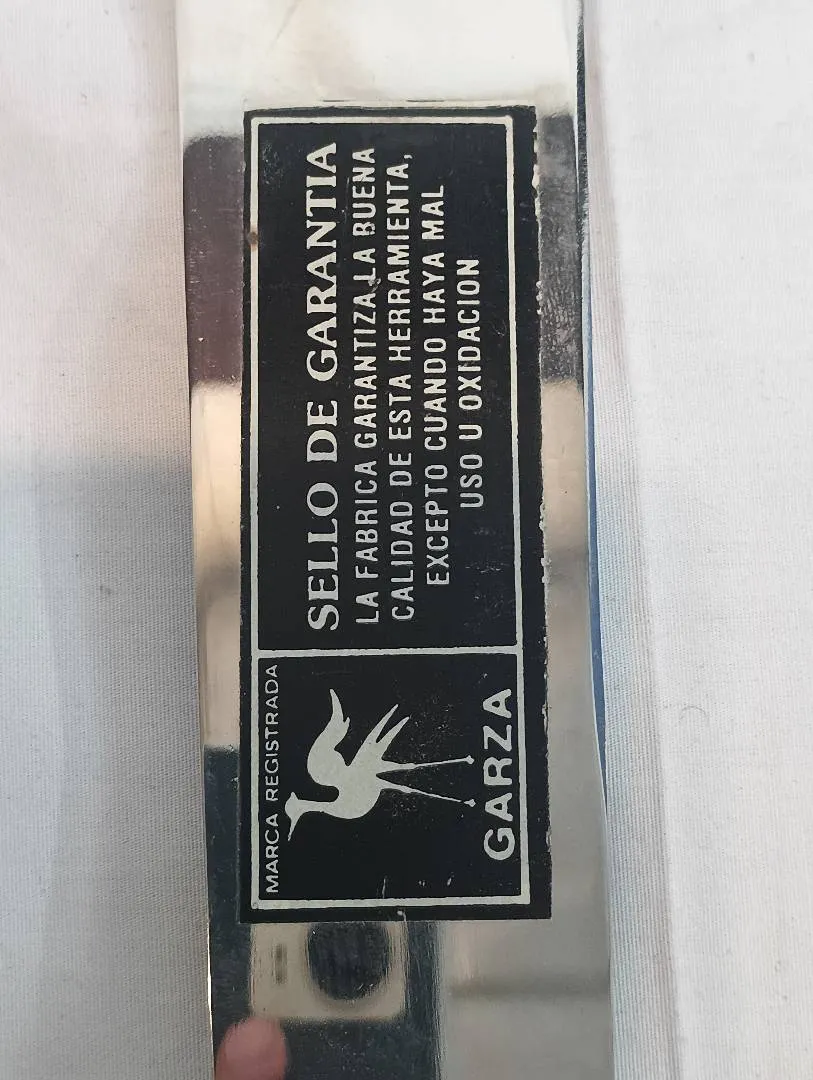 MARCA REGISTRADA
GARZA
SELLO DE GARANTIA
LA FABRICA GARANTIZA LA BUENA
CALIDAD DE ESTA HERRAMIENTA,
EXCEPTO CUANDO HAYA MAL
USO U OXIDACION